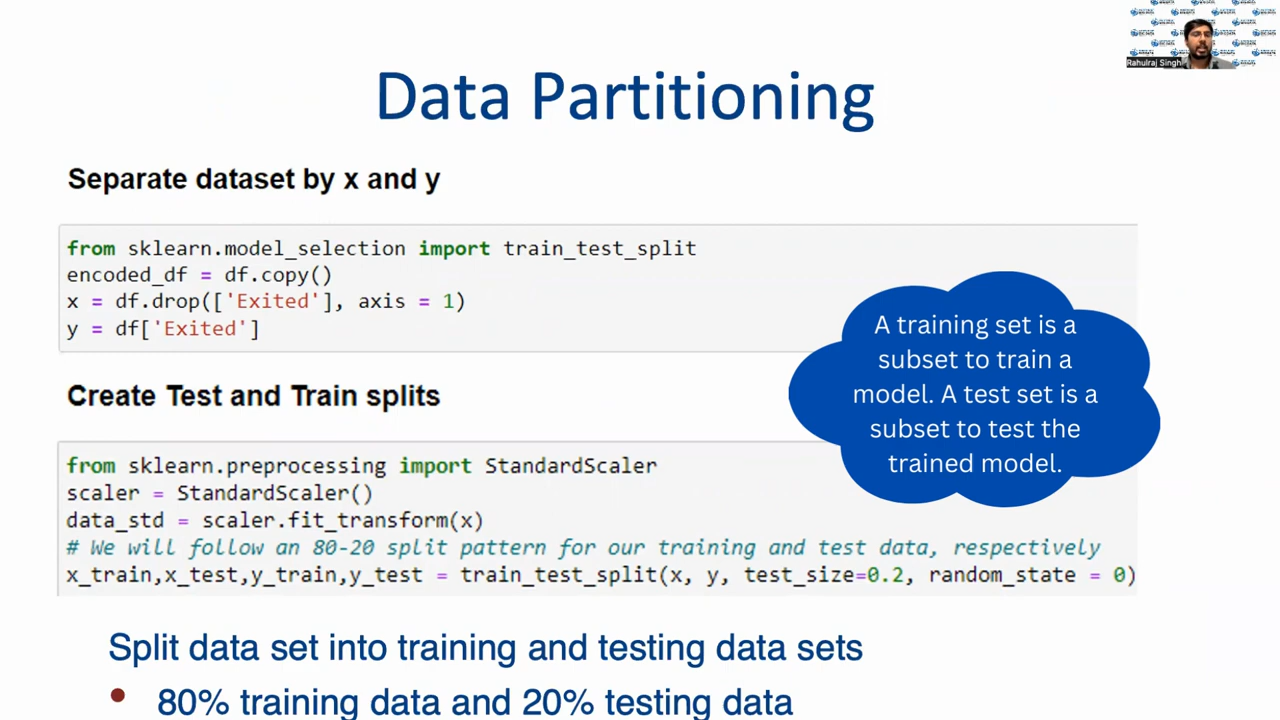 Rahulraj Singh
Data Partitioning
Separate dataset by x and y
from sklearn.model_selection import train_test_split
encoded_df = df.copy()
x = df.drop(['Exited'], axis = 1)
y = df['Exited']
A training set is a
subset to train a
model. A test set is a
subset to test the
trained model.
Create Test and Train splits
from sklearn.preprocessing import StandardScaler
scaler = StandardScaler()
data_std = scaler.fit_transform(x)
# We will follow an 80-20 split pattern for our training and test data, respectively
x_train,x_test,y_train,y_test = train_test_split(x, y, test_size=0.2, random_state = 0)
Split data set into training and testing data sets
• 80% training data and 20% testing data